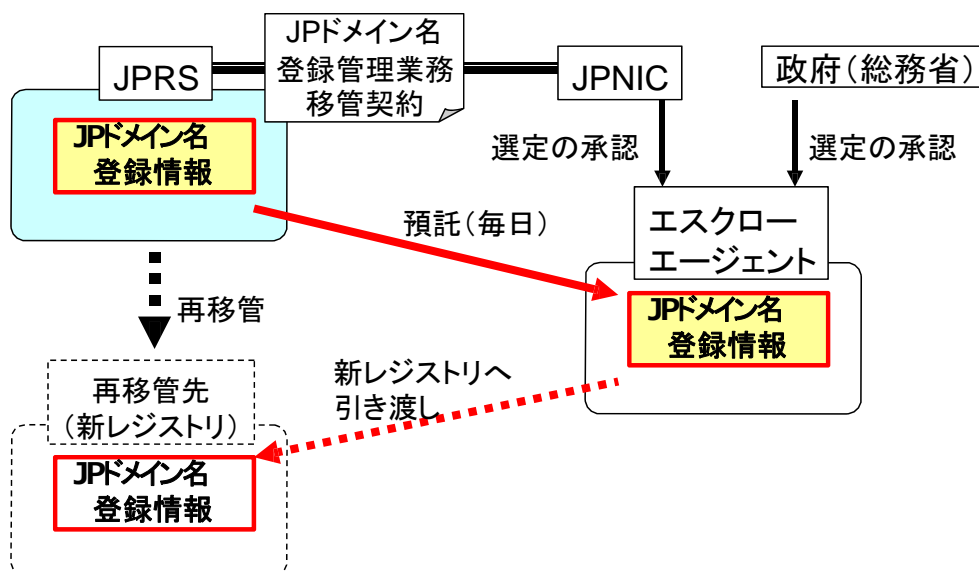 JPRS
JPドメイン名
登録管理業務
移管契約
JPNIC
政府(総務省)
JPドメイン名
登録情報
選定の承認
選定の承認
預託(毎日)
エスクロー
エージェント
JPドメイン名
登録情報
再移管
再移管先
(新レジストリ)
新レジストリへ
引き渡し
JPドメイン名
登録情報